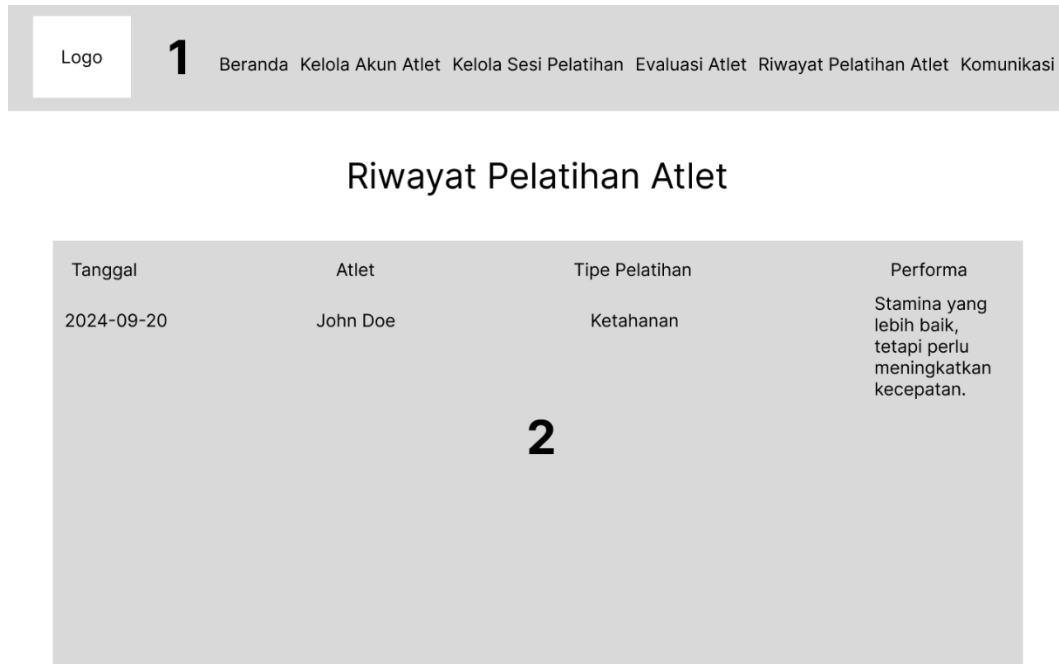 Logo
1
Beranda Kelola Akun Atlet Kelola Sesi Pelatihan Evaluasi Atlet Riwayat Pelatihan Atlet Komunikasi
Riwayat Pelatihan Atlet
Tanggal Atlet Tipe Pelatihan Performa
2024-09-20 John Doe Ketahanan
Stamina yang
lebih baik,
tetapi perlu
meningkatkan
kecepatan.
2